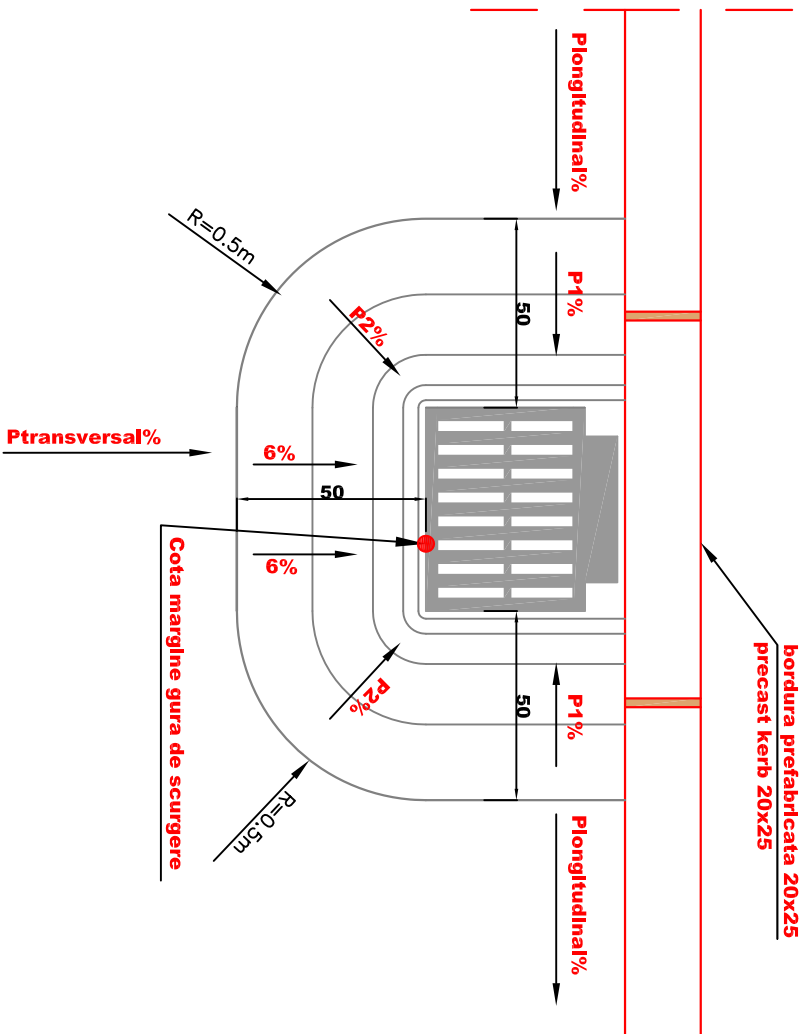 Plongitudinal%
R=0.5m
P1%
50
P2%
Ptransversal%
6%
50
6%
Cota margine gura de scurgere
P2%
50
P1%
R=0.5m
Plongitudinal%
bordura prefabricata 20x25
precast kerb 20x25